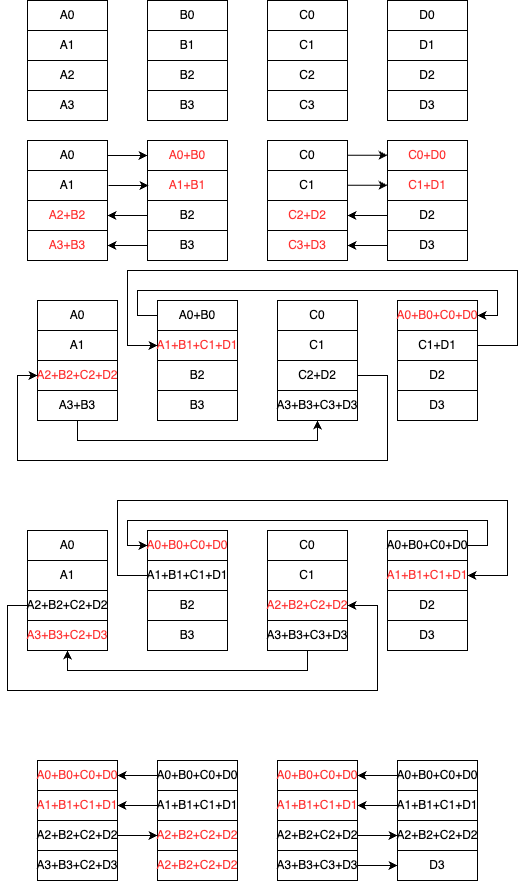 A0 B0 C0 D0
A1 B1 C1 D1
A2 B2 C2 D2
A3 B3 C3 D3
A0 A0+B0 C0 C0+D0
A1 A1+B1 C1 C1+D1
A2+B2 B2 C2+D2 D2
A3+B3 B3 C3+D3 D3
A0 A0+B0 C0 A0+B0+C0+D0
A1 A1+B1+C1+D1 C1 C1+D1
A2+B2+C2+D2 B2 C2+D2 D2
A3+B3 B3 A3+B3+C3+D3 D3
A0 A0+B0+C0+D0 C0 A0+B0+C0+D0
A1 A1+B1+C1+D1 C1 A1+B1+C1+D1
A2+B2+C2+D2 B2 A2+B2+C2+D2 D2
A3+B3+C2+D3 B3 A3+B3+C3+D3 D3
A0+B0+C0+D0 A0+B0+C0+D0 A0+B0+C0+D0 A0+B0+C0+D0
A1+B1+C1+D1 A1+B1+C1+D1 A1+B1+C1+D1 A1+B1+C1+D1
A2+B2+C2+D2 A2+B2+C2+D2 A2+B2+C2+D2 A2+B2+C2+D2
A3+B3+C2+D3 A2+B2+C2+D2 A3+B3+C3+D3 D3